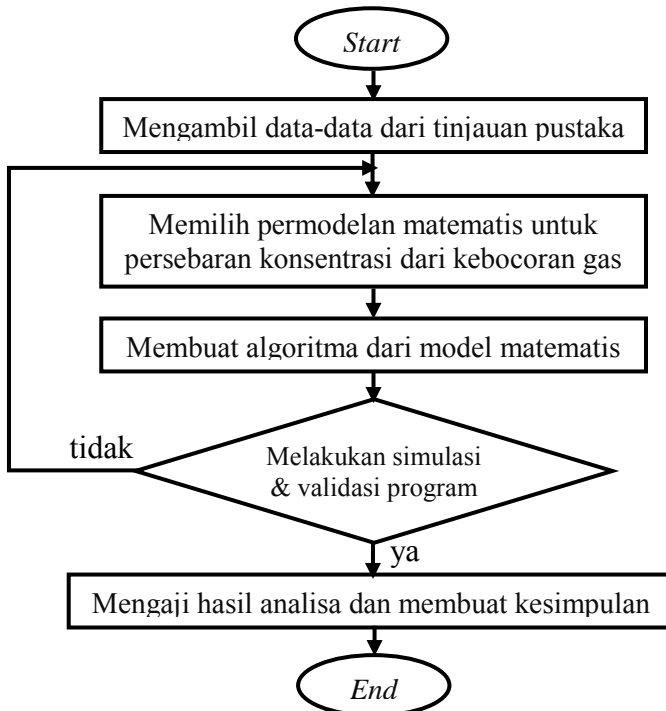 Start
Mengambil data-data dari tinjauan pustaka
Memilih permodelan matematis untuk
persebaran konsentrasi dari kebocoran gas
Membuat algoritma dari model matematis
tidak
Melakukan simulasi
& validasi program
ya
Mengaji hasil analisa dan membuat kesimpulan
End